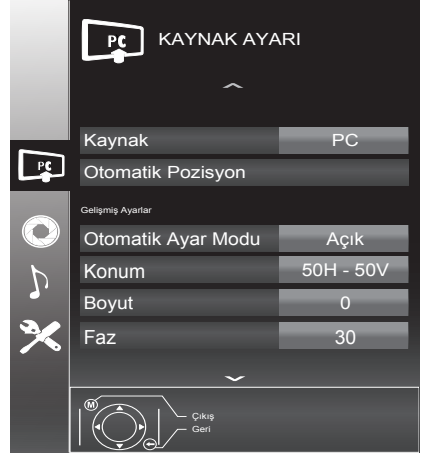 PC KAYNAK AYARI
Kaynak PC
PC
Otomatik Pozisyon
Gelişmiş Ayarlar
Otomatik Ayar Modu Açık
Konum 50H - 50V
Boyut 0
Faz 30
M
Çıkış
Geri